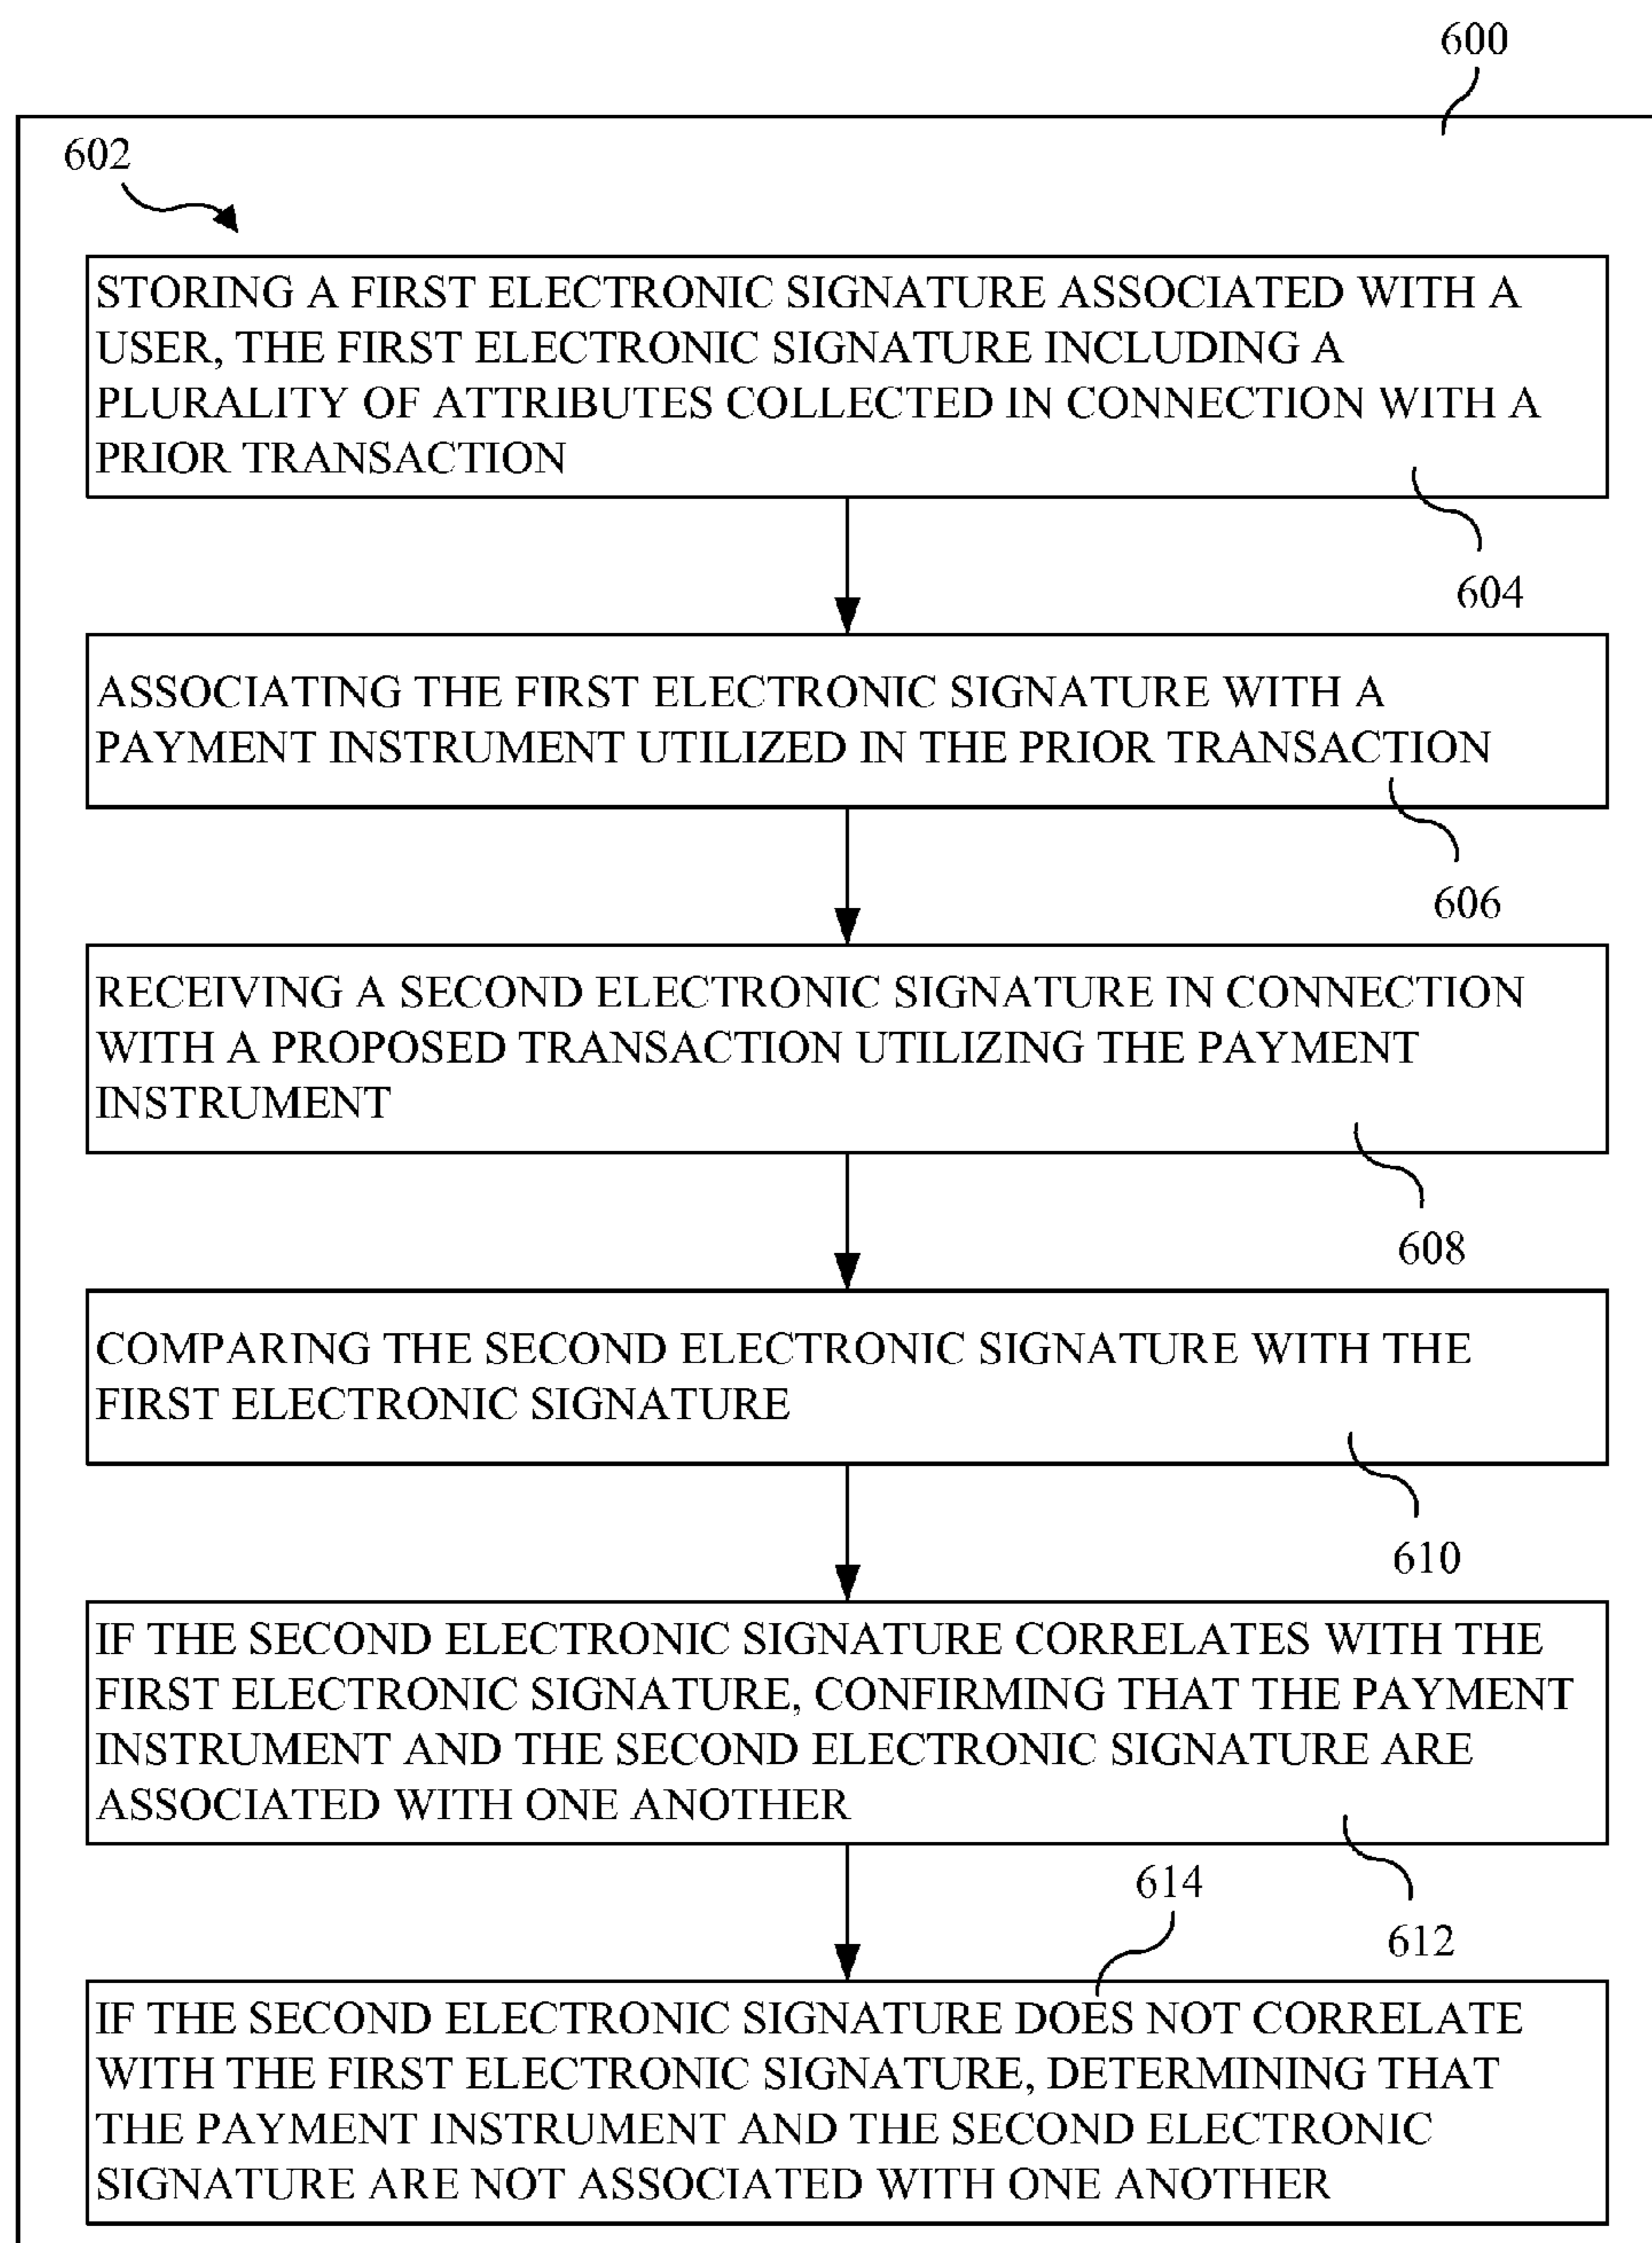 600
602
STORING A FIRST ELECTRONIC SIGNATURE ASSOCIATED WITH A
USER, THE FIRST ELECTRONIC SIGNATURE INCLUDING A
PLURALITY OF ATTRIBUTES COLLECTED IN CONNECTION WITH A
PRIOR TRANSACTION
604
ASSOCIATING THE FIRST ELECTRONIC SIGNATURE WITH A
PAYMENT INSTRUMENT UTILIZED IN THE PRIOR TRANSACTION
606
RECEIVING A SECOND ELECTRONIC SIGNATURE IN CONNECTION
WITH A PROPOSED TRANSACTION UTILIZING THE PAYMENT
INSTRUMENT
608
COMPARING THE SECOND ELECTRONIC SIGNATURE WITH THE
FIRST ELECTRONIC SIGNATURE
610
IF THE SECOND ELECTRONIC SIGNATURE CORRELATES WITH THE
FIRST ELECTRONIC SIGNATURE, CONFIRMING THAT THE PAYMENT
INSTRUMENT AND THE SECOND ELECTRONIC SIGNATURE ARE
ASSOCIATED WITH ONE ANOTHER
612
614
IF THE SECOND ELECTRONIC SIGNATURE DOES NOT CORRELATE
WITH THE FIRST ELECTRONIC SIGNATURE, DETERMINING THAT
THE PAYMENT INSTRUMENT AND THE SECOND ELECTRONIC
SIGNATURE ARE NOT ASSOCIATED WITH ONE ANOTHER